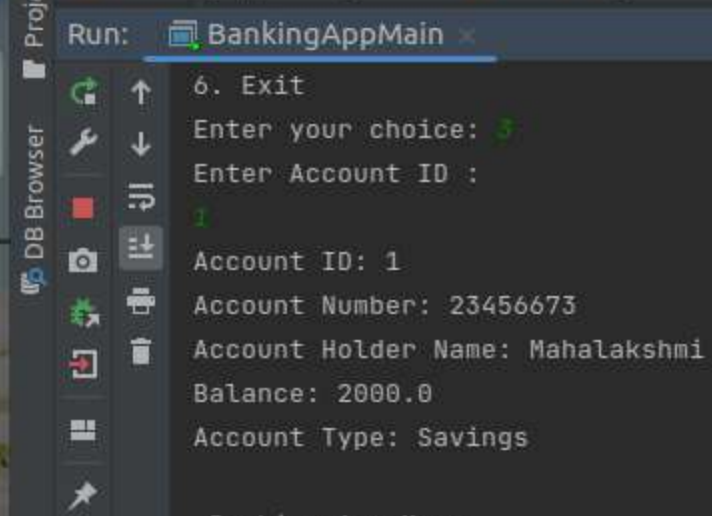 Proj
Run: BankingAppMain ×
DB Browser
6. Exit
Enter your choice: 3
Enter Account ID :
1
Account ID: 1
Account Number: 23456673
Account Holder Name: Mahalakshmi
Balance: 2000.0
Account Type: Savings